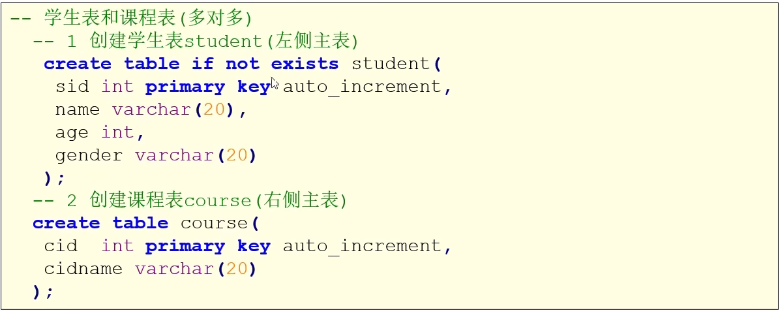 -- 学生表和课程表(多对多)
-- 1 创建学生表student(左侧主表)
create table if not exists student(
sid int primary key auto_increment,
name varchar(20),
age int,
gender varchar(20)
);
-- 2 创建课程表course(右侧主表)
create table course(
cid  int primary key auto_increment,
cidname varchar(20)
);